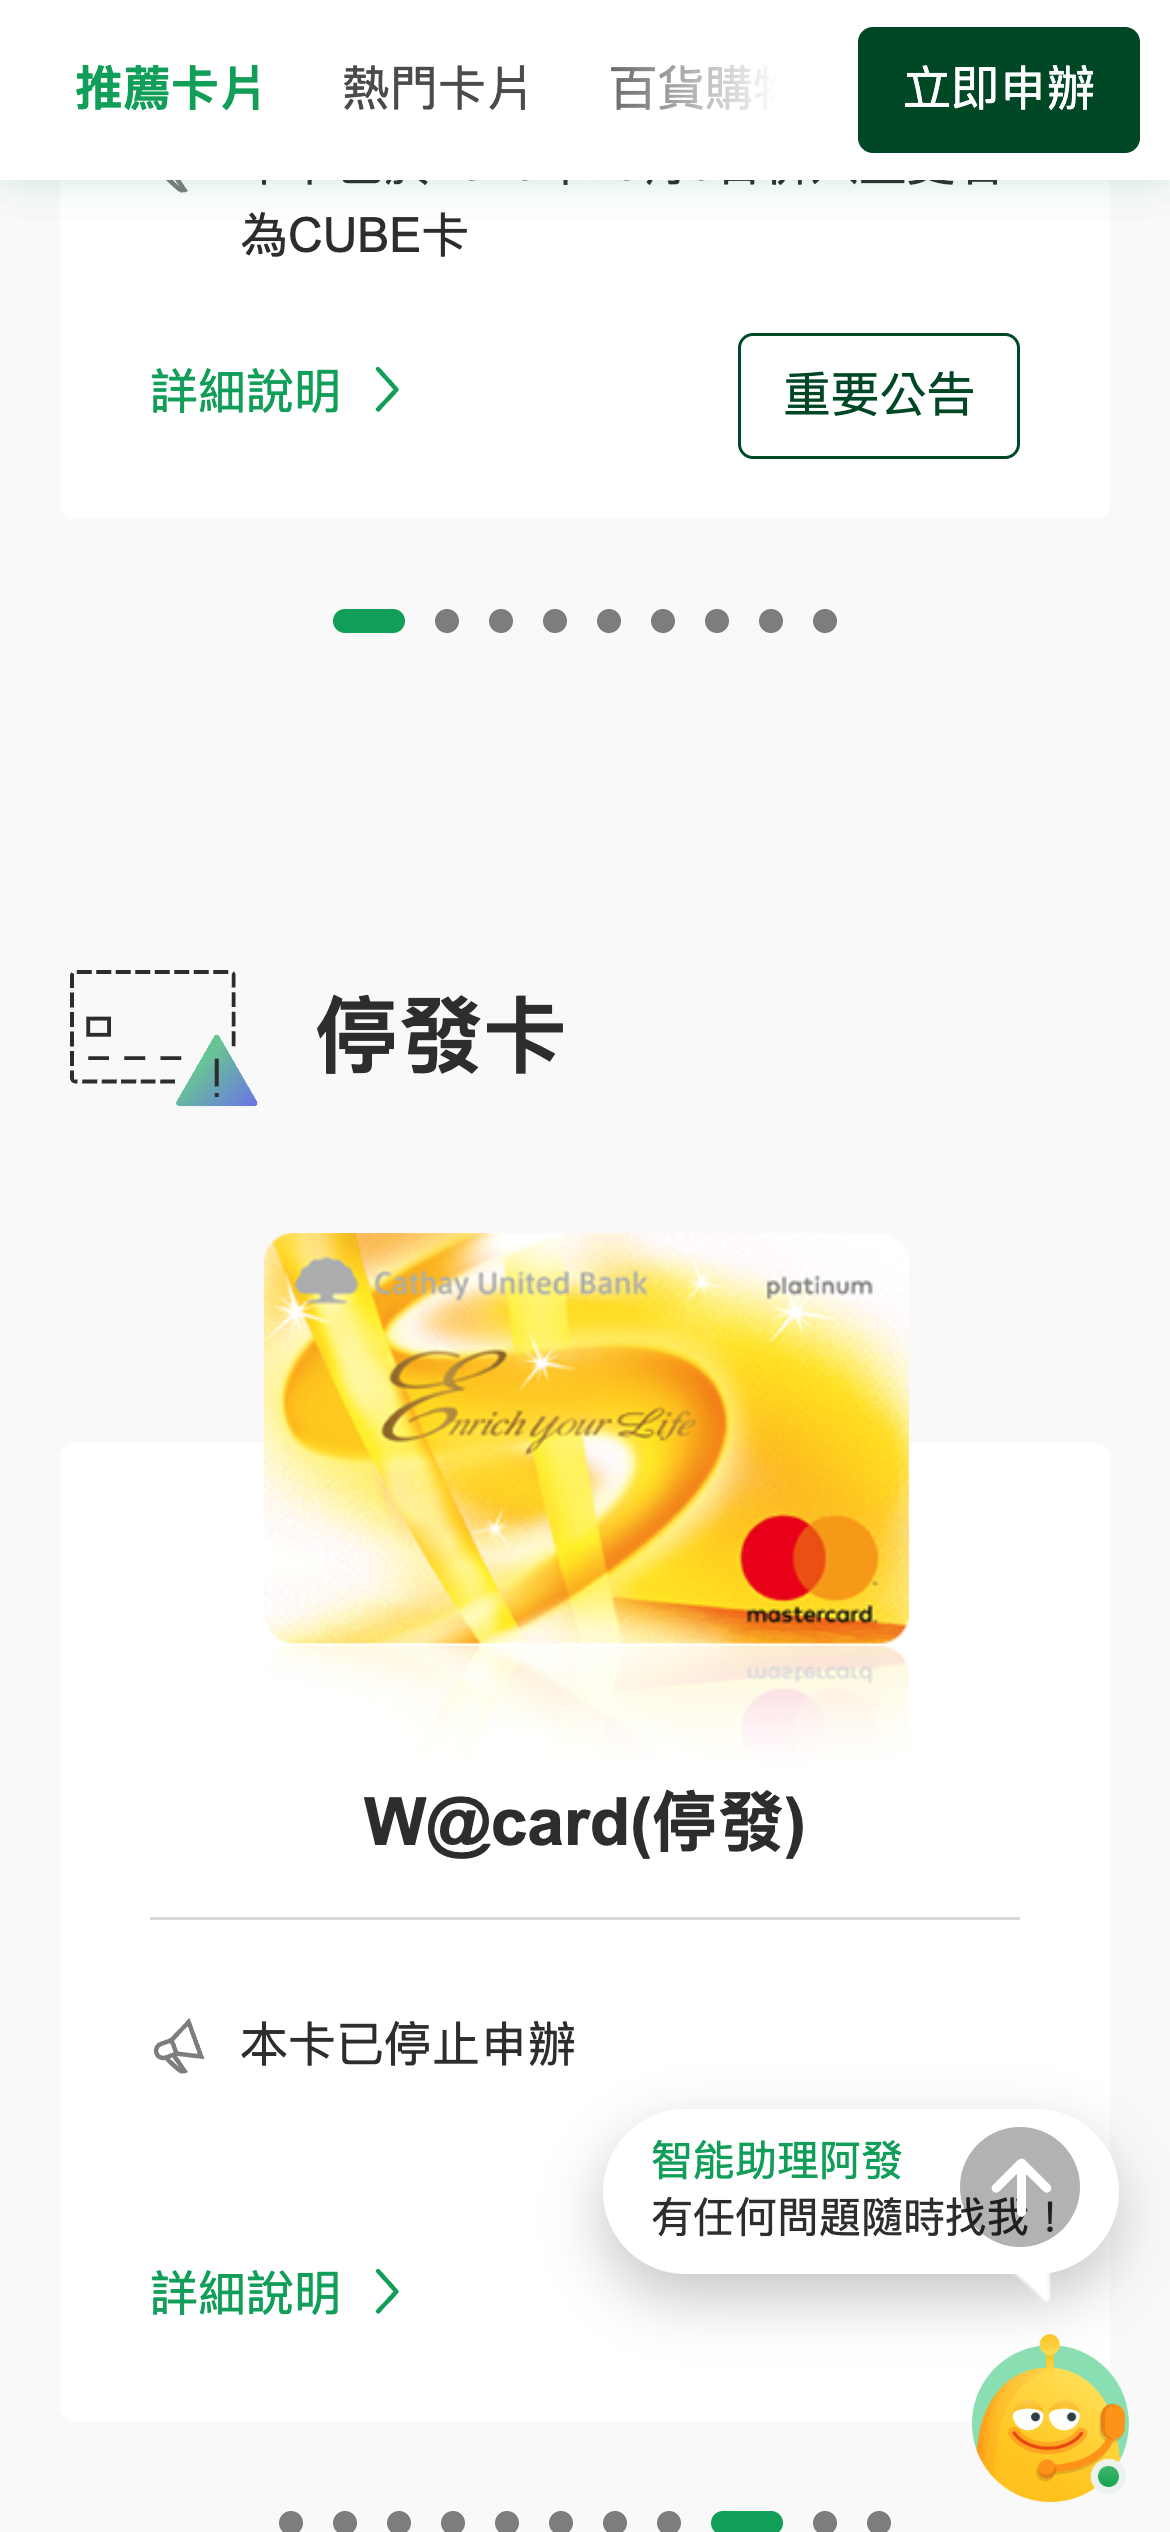 推薦卡片
熱門卡片
百貨購物
立即申辦
為CUBE卡
詳細說明
重要公告
停發卡
Cathay United Bank
platinum
Enrich your Life
mastercard.
W@card(停發)
本卡已停止申辦
智能助理阿發
有任何問題隨時找我！
詳細說明